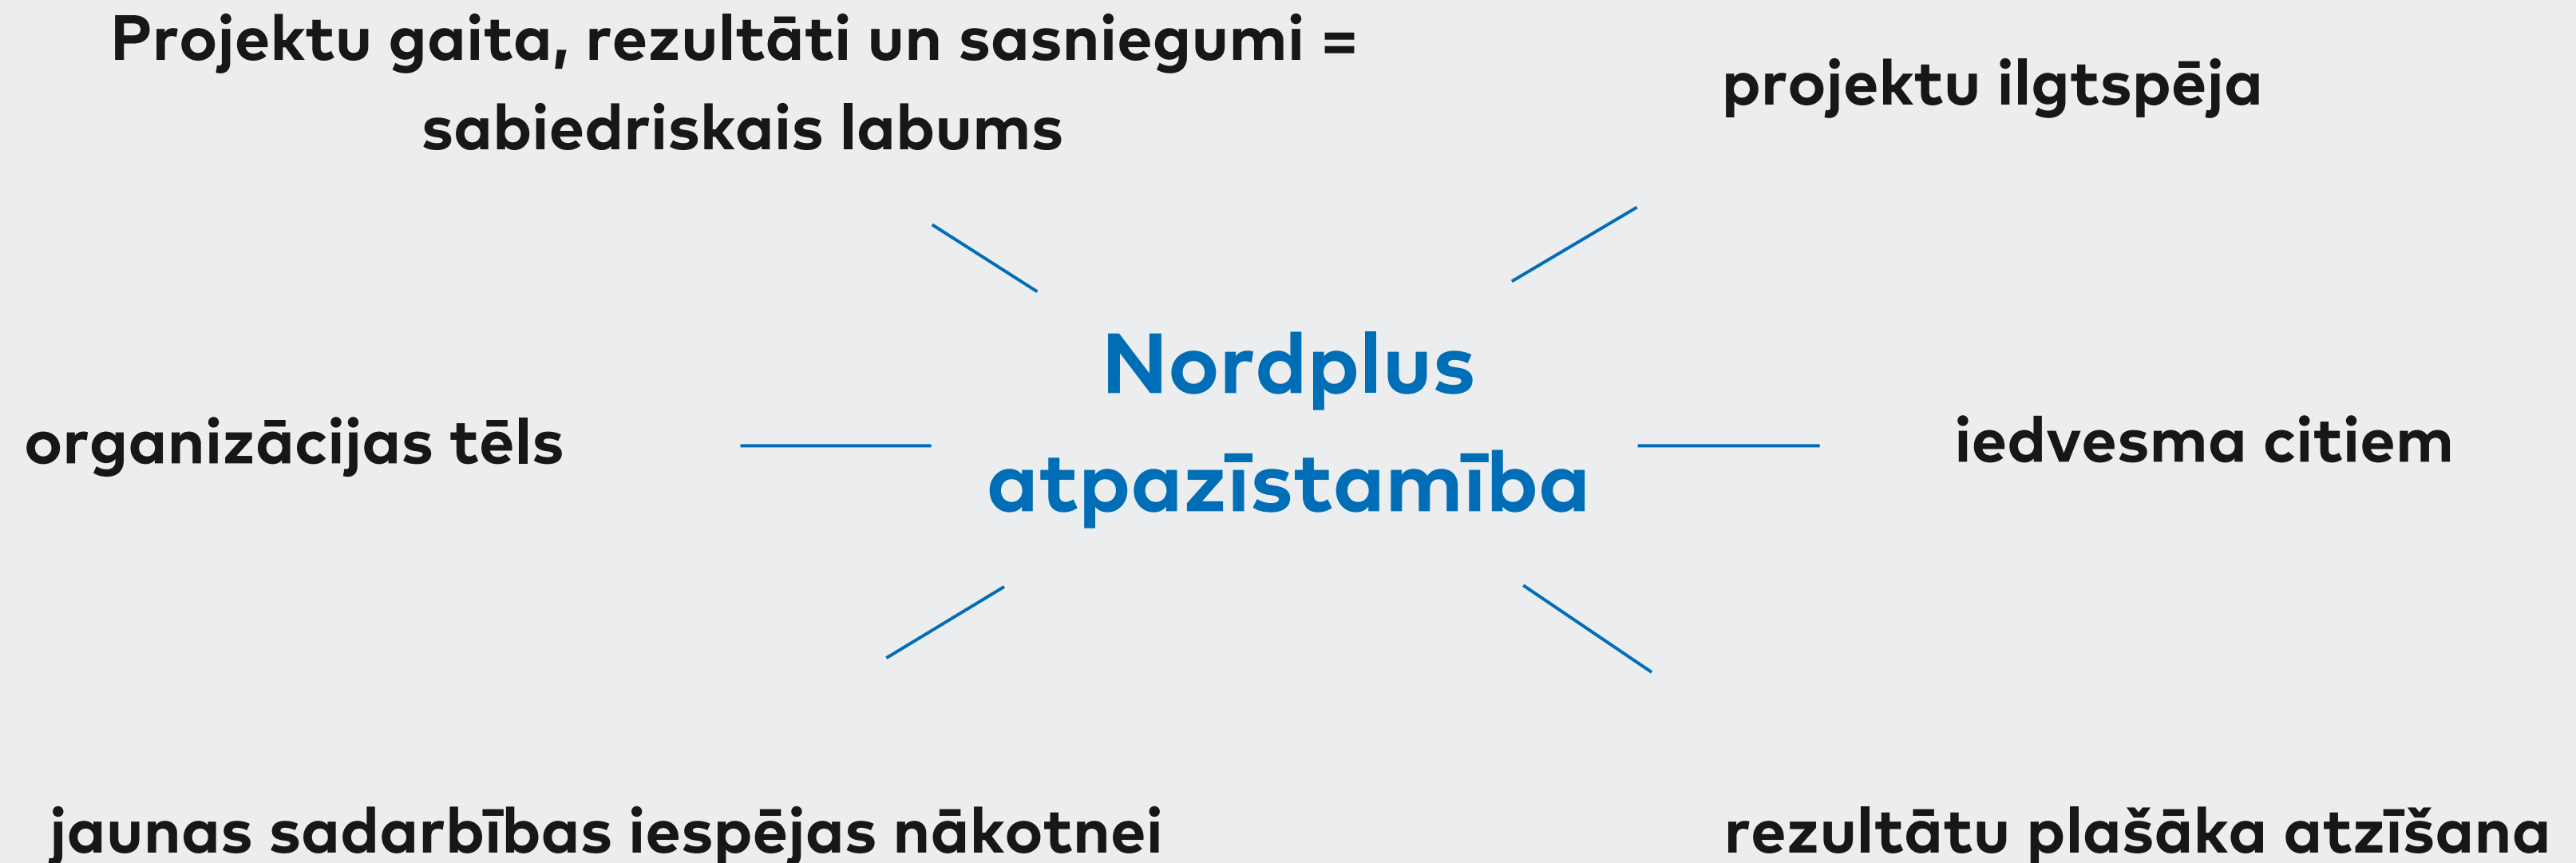 Projektu gaita, rezultāti un sasniegumi =
sabiedriskais labums
projektu ilgtspēja
Nordplus
atpazīstamība
organizācijas tēls
iedvesma citiem
jaunas sadarbības iespējas nākotnei
rezultātu plašāka atzīšana